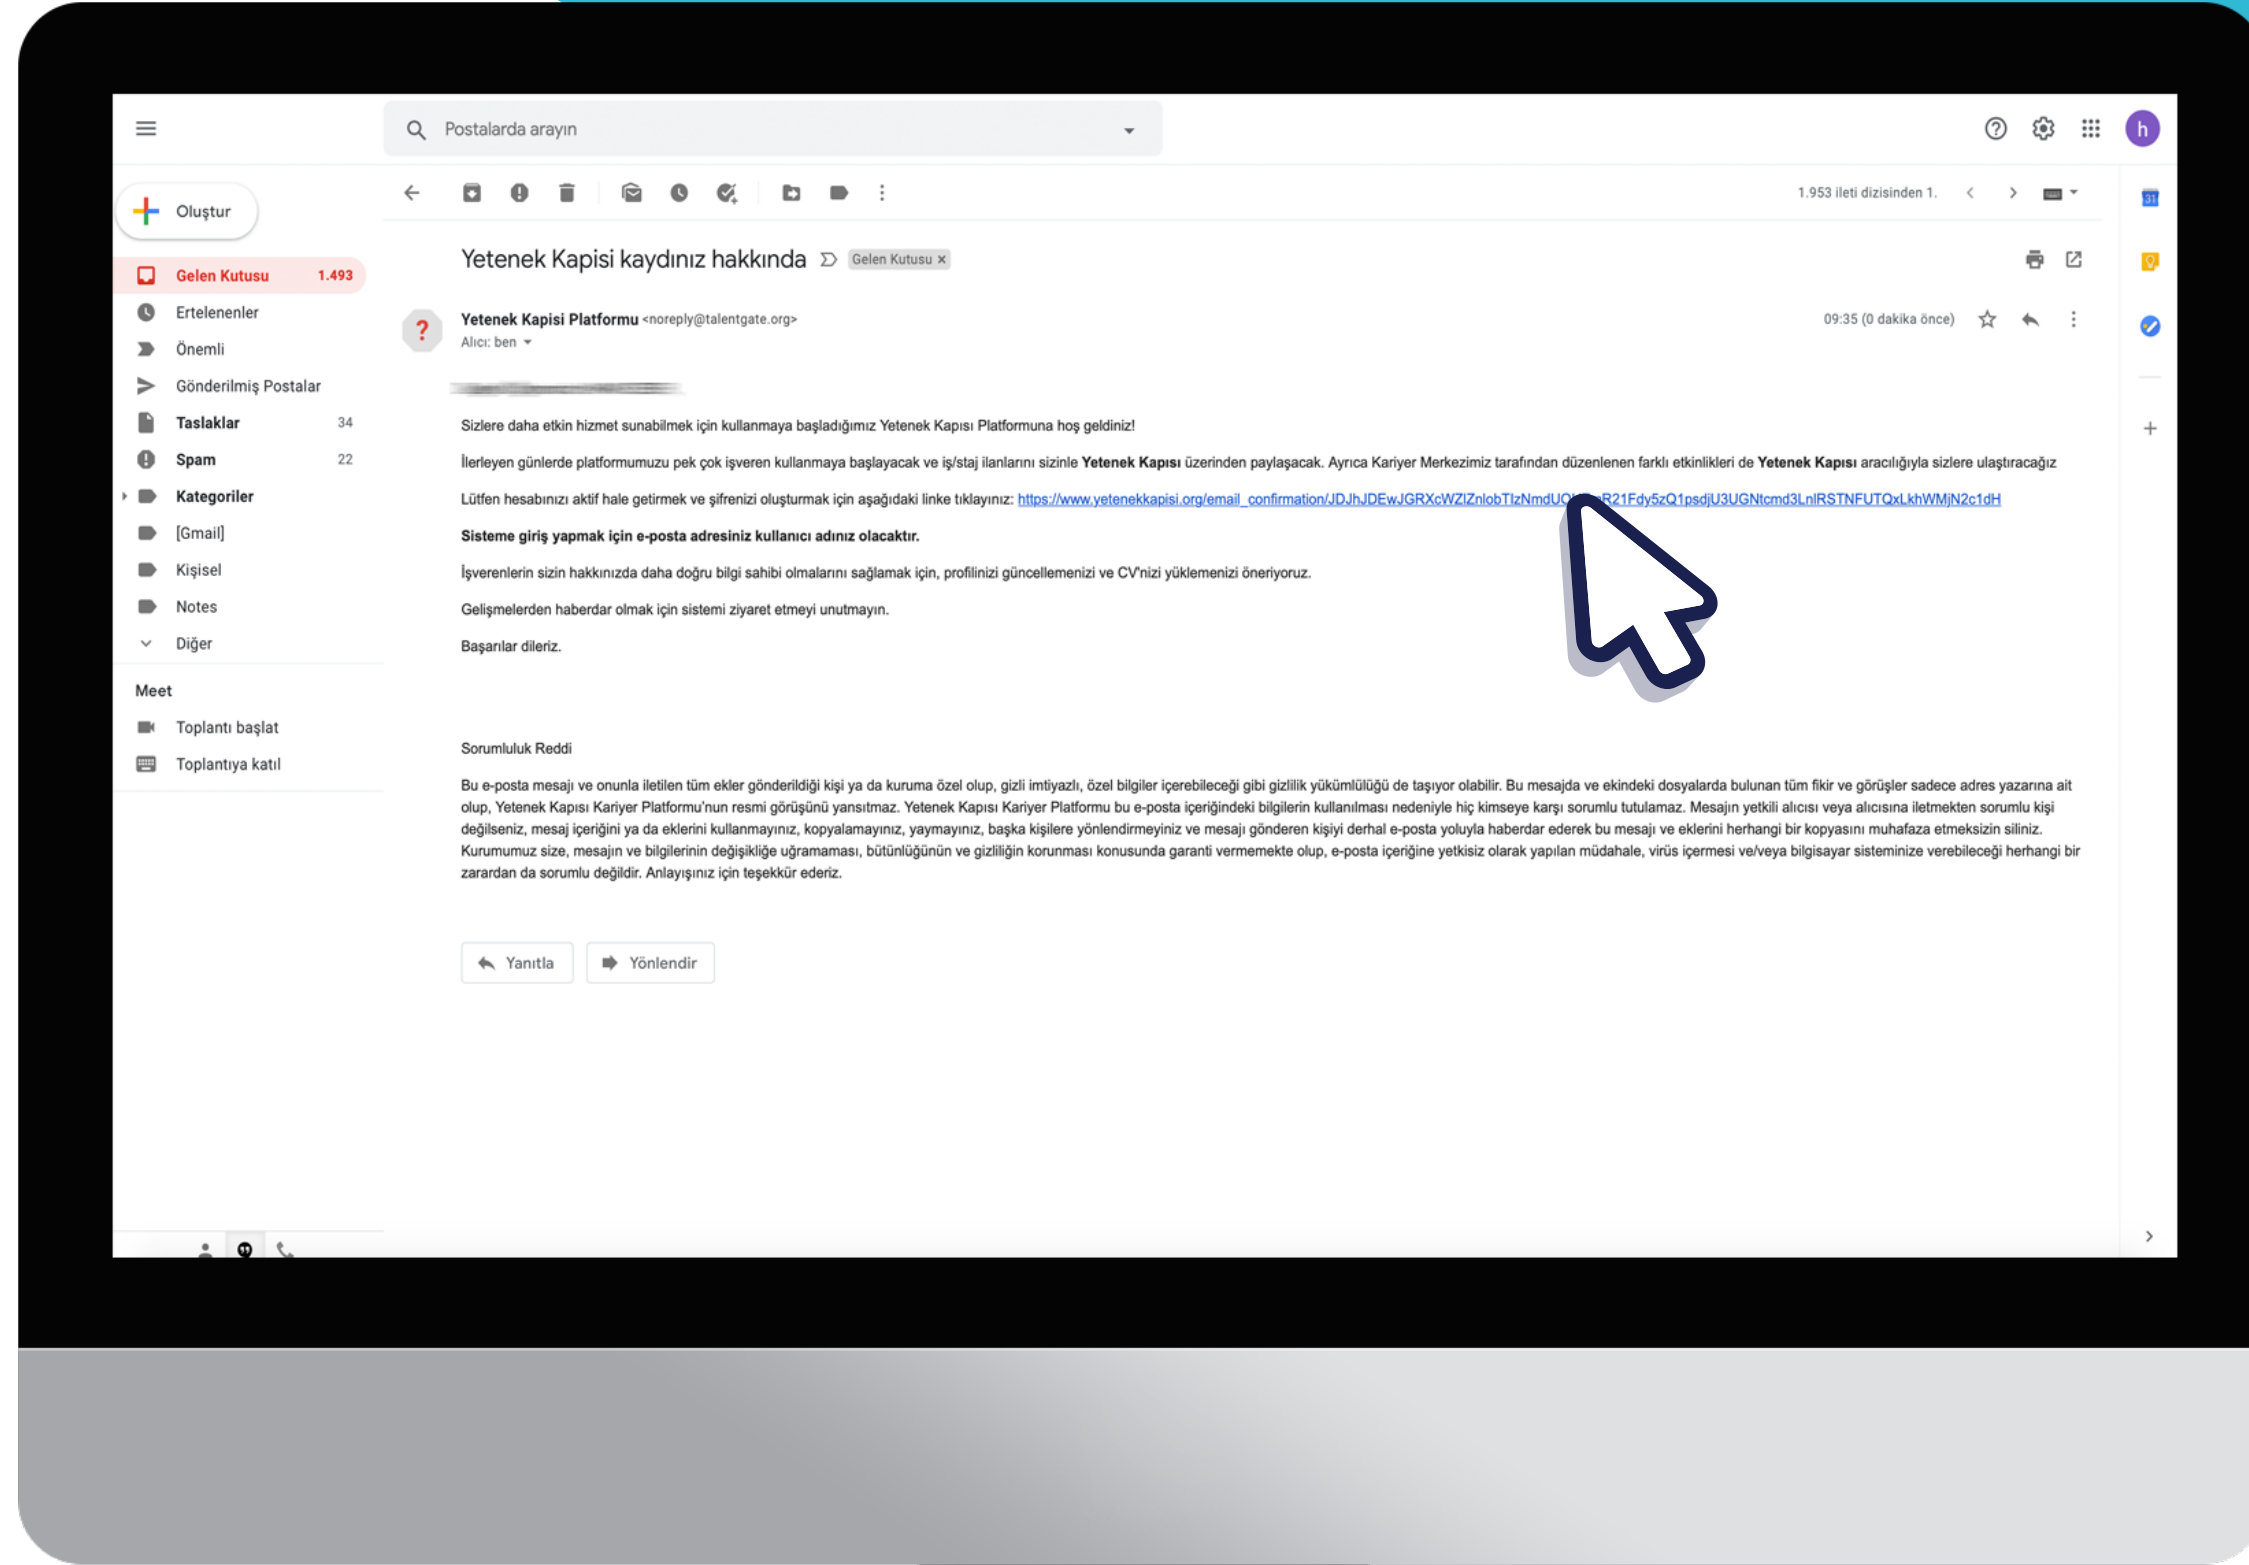 Postalarda arayın
h
Oluştur
1.953 ileti dizisinden 1.
31
Gelen Kutusu 1.493
Ertelenenler
Önemli
Gönderilmiş Postalar
Taslaklar 34
Spam 22
Kategoriler
[Gmail]
Kişisel
Notes
Diğer
Meet
Toplantı başlat
Toplantıya katıl
Yetenek Kapisi kaydınız hakkında Gelen Kutusu x
?
Yetenek Kapisi Platformu <noreply@talentgate.org> 09:35 (0 dakika önce)
Alıcı: ben
Sizlere daha etkin hizmet sunabilmek için kullanmaya başladığımız Yetenek Kapısı Platformuna hoş geldiniz!
İlerleyen günlerde platformumuzu pek çok işveren kullanmaya başlayacak ve iş/staj ilanlarını sizinle Yetenek Kapısı üzerinden paylaşacak. Ayrıca Kariyer Merkezimiz tarafından düzenlenen farklı etkinlikleri de Yetenek Kapısı aracılığıyla sizlere ulaştıracağız
Lütfen hesabınızı aktif hale getirmek ve şifrenizi oluşturmak için aşağıdaki linke tıklayınız:
Sisteme giriş yapmak için e-posta adresiniz kullanıcı adınız olacaktır.
İşverenlerin sizin hakkınızda daha doğru bilgi sahibi olmalarını sağlamak için, profilinizi güncellemenizi ve CV'nizi yüklemenizi öneriyoruz.
Gelişmelerden haberdar olmak için sistemi ziyaret etmeyi unutmayın.
Başarılar dileriz.
Sorumluluk Reddi
Bu e-posta mesajı ve onunla iletilen tüm ekler gönderildiği kişi ya da kuruma özel olup, gizli imtiyazlı, özel bilgiler içerebileceği gibi gizlilik yükümlülüğü de taşıyor olabilir. Bu mesajda ve ekindeki dosyalarda bulunan tüm fikir ve görüşler sadece adres yazarına ait
olup, Yetenek Kapısı Kariyer Platformu'nun resmi görüşünü yansıtmaz. Yetenek Kapısı Kariyer Platformu bu e-posta içeriğindeki bilgilerin kullanılması nedeniyle hiç kimseye karşı sorumlu tutulamaz. Mesajın yetkili alıcısı veya alıcısına iletmekten sorumlu kişi
değilseniz, mesaj içeriğini ya da eklerini kullanmayınız, kopyalamayınız, yaymayınız, başka kişilere yönlendirmeyiniz ve mesajı gönderen kişiyi derhal e-posta yoluyla haberdar ederek bu mesajı ve eklerini herhangi bir kopyasını muhafaza etmeksizin siliniz.
Kurumumuz size, mesajın ve bilgilerinin değişikliğe uğramaması, bütünlüğünün ve gizliliğin korunması konusunda garanti vermemekte olup, e-posta içeriğine yetkisiz olarak yapılan müdahale, virüs içermesi ve/veya bilgisayar sisteminize verebileceği herhangi bir
zarardan da sorumlu değildir. Anlayışınız için teşekkür ederiz.
Yanıtla
Yönlendir